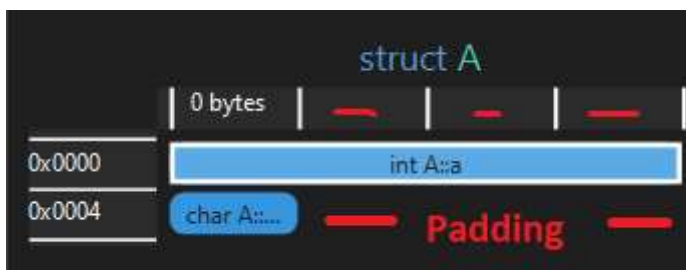 struct A
0 bytes
0x0000 int A::a
0x0004 char A::... Padding